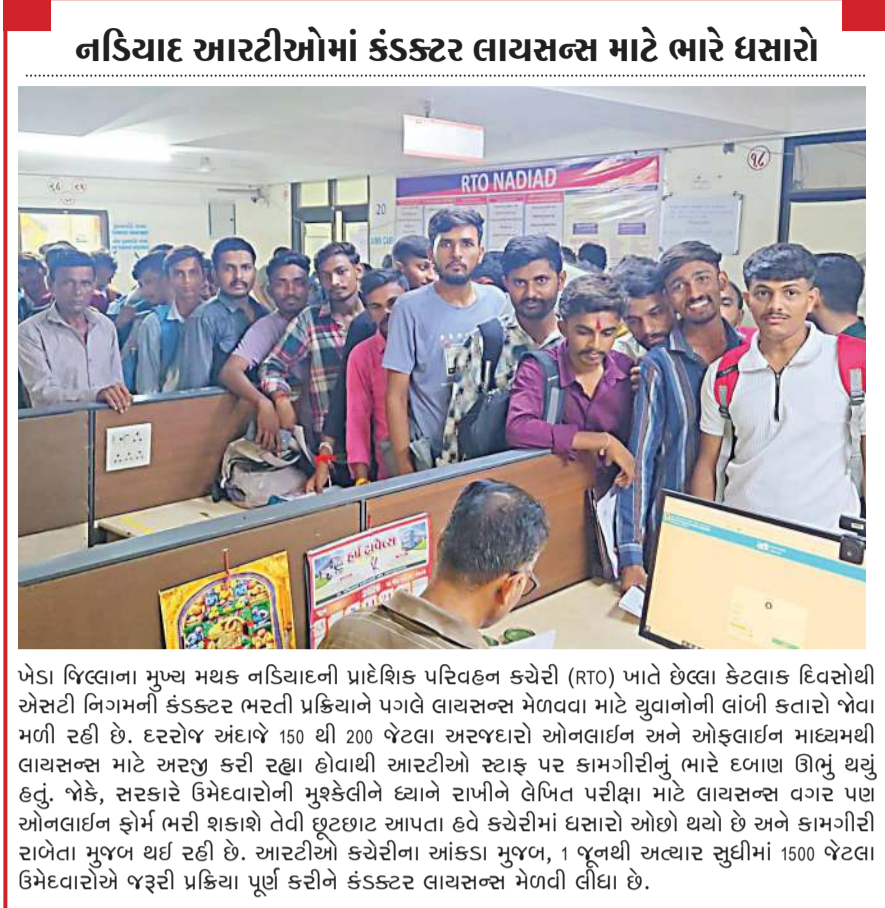 નડિયાદ આરટીઓમાં કંડક્ટર લાયસન્સ માટે ભારે ધસારો
RTO NADIAD
૧૮
20
હર્ષ ટ્રાવેલ્સ
2026
ખેડા જિલ્લાના મુખ્ય મથક નડિયાદની પ્રાદેશિક પરિવહન કચેરી (RTO) ખાતે છેલ્લા કેટલાક દિવસોથી
એસટી નિગમની કંડક્ટર ભરતી પ્રક્રિયાને પગલે લાયસન્સ મેળવવા માટે યુવાનોની લાંબી કતારો જોવા
મળી રહી છે. દરરોજ અંદાજે 150 થી 200 જેટલા અરજદારો ઓનલાઈન અને ઓફલાઈન માધ્યમથી
લાયસન્સ માટે અરજી કરી રહ્યા હોવાથી આરટીઓ સ્ટાફ પર કામગીરીનું ભારે દબાણ ઊભું થયું
હતું. જોકે, સરકારે ઉમેદવારોની મુશ્કેલીને ધ્યાને રાખીને લેખિત પરીક્ષા માટે લાયસન્સ વગર પણ
ઓનલાઈન ફોર્મ ભરી શકાશે તેવી છૂટછાટ આપતા હવે કચેરીમાં ધસારો ઓછો થયો છે અને કામગીરી
રાબેતા મુજબ થઈ રહી છે. આરટીઓ કચેરીના આંકડા મુજબ, 1 જૂનથી અત્યાર સુધીમાં 1500 જેટલા
ઉમેદવારોએ જરૂરી પ્રક્રિયા પૂર્ણ કરીને કંડક્ટર લાયસન્સ મેળવી લીધા છે.